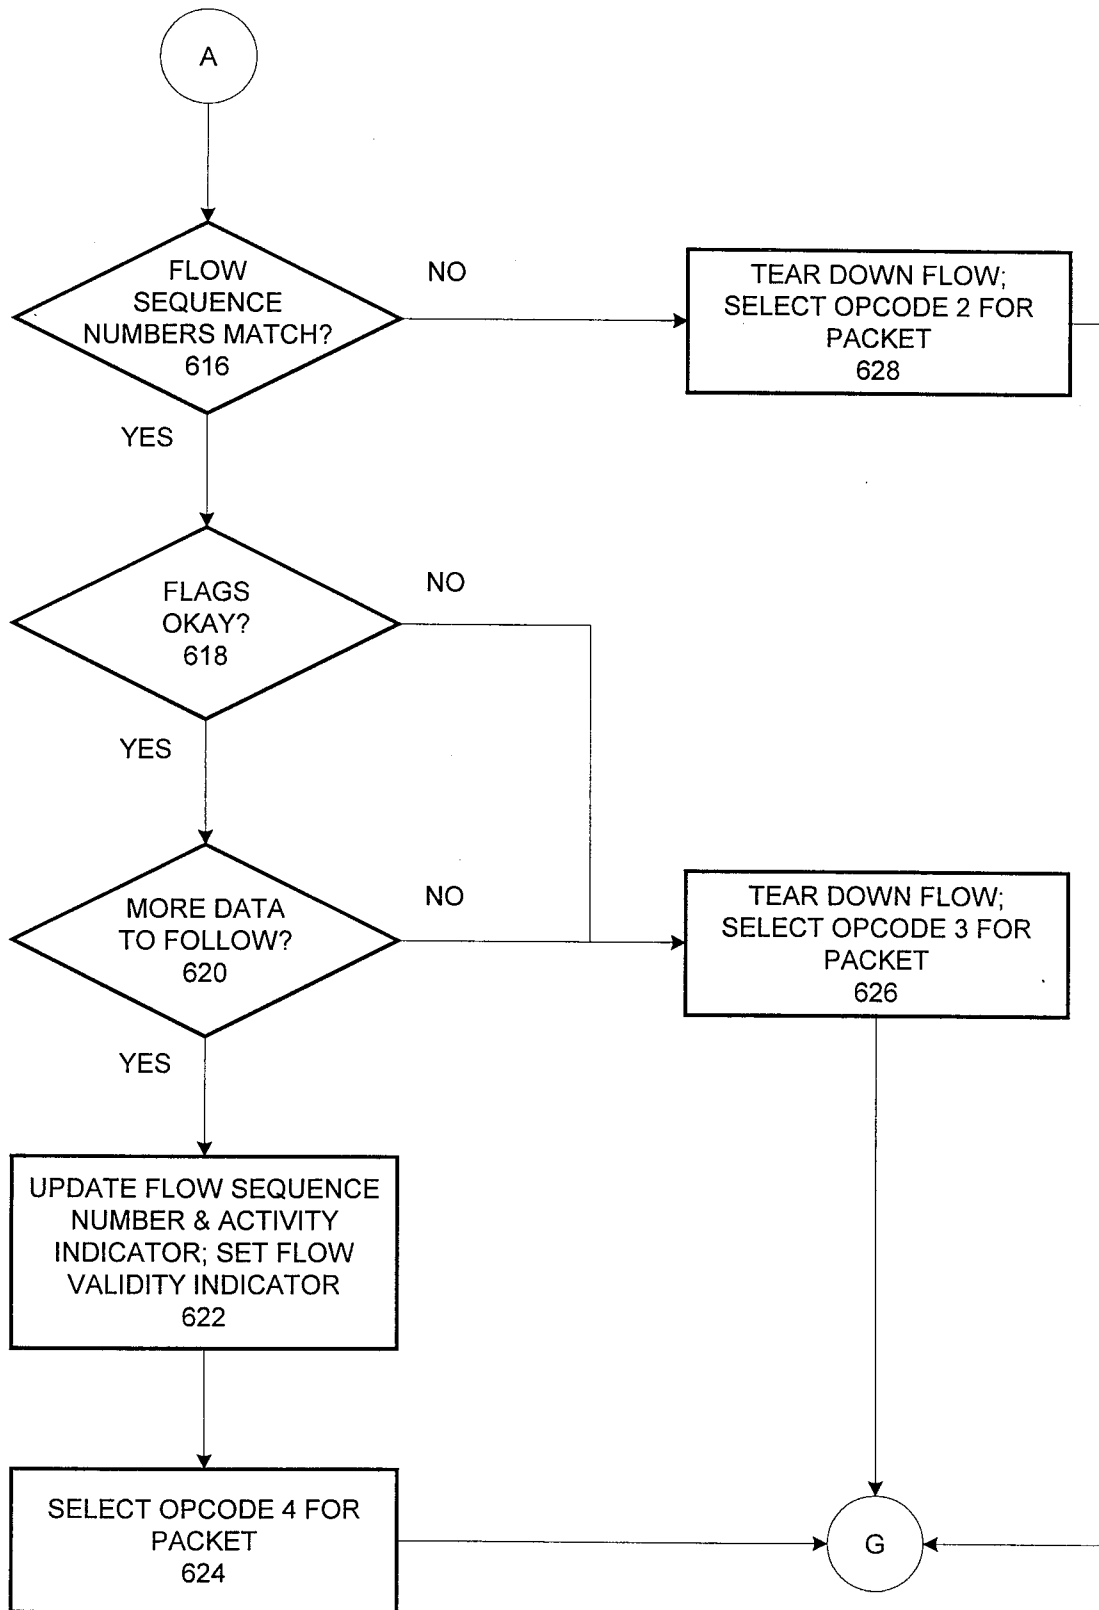 A
FLOW
SEQUENCE
NUMBERS MATCH?
616
NO
TEAR DOWN FLOW;
SELECT OPCODE 2 FOR
PACKET
628
YES
FLAGS
OKAY?
618
NO
YES
MORE DATA
TO FOLLOW?
620
NO
TEAR DOWN FLOW;
SELECT OPCODE 3 FOR
PACKET
626
YES
UPDATE FLOW SEQUENCE
NUMBER & ACTIVITY
INDICATOR; SET FLOW
VALIDITY INDICATOR
622
SELECT OPCODE 4 FOR
PACKET
624
G